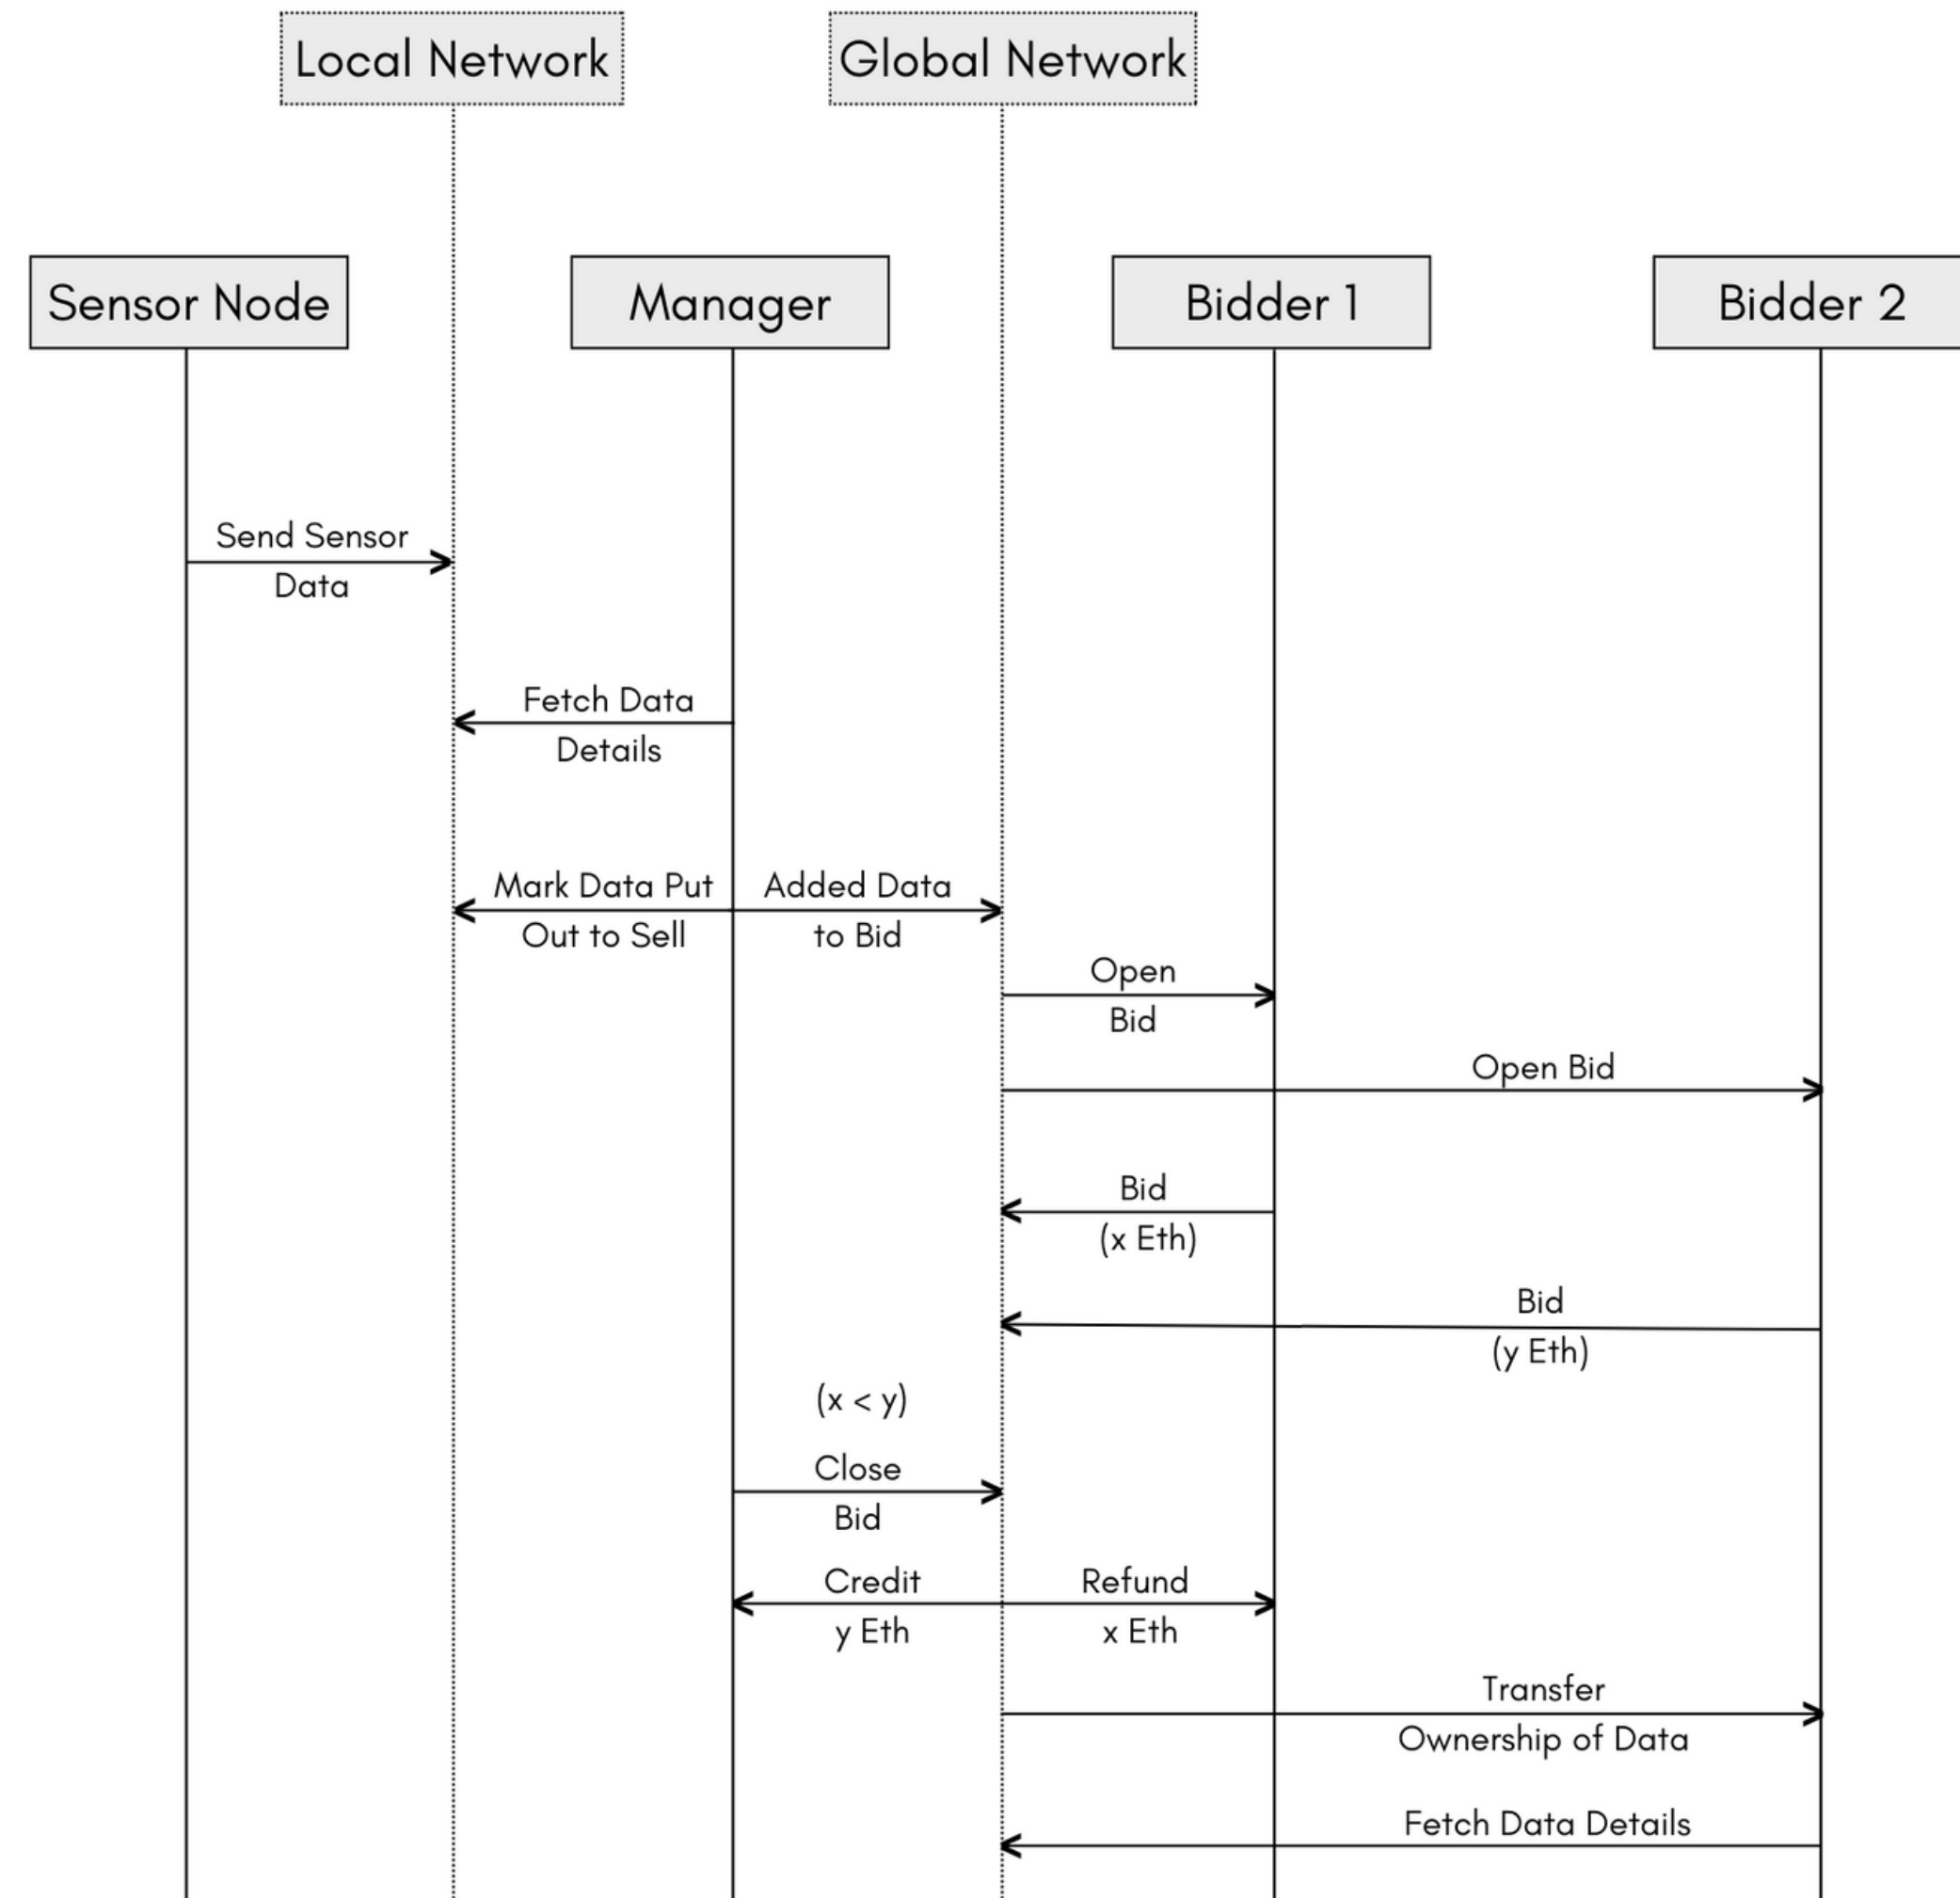 Local Network
Global Network
Sensor Node
Manager
Bidder 1
Bidder 2
Send Sensor
Data
Fetch Data
Details
Mark Data Put
Out to Sell
Added Data
to Bid
Open
Bid
Open Bid
Bid
(x Eth)
Bid
(y Eth)
(x < y)
Close
Bid
Credit
y Eth
Refund
x Eth
Transfer
Ownership of Data
Fetch Data Details